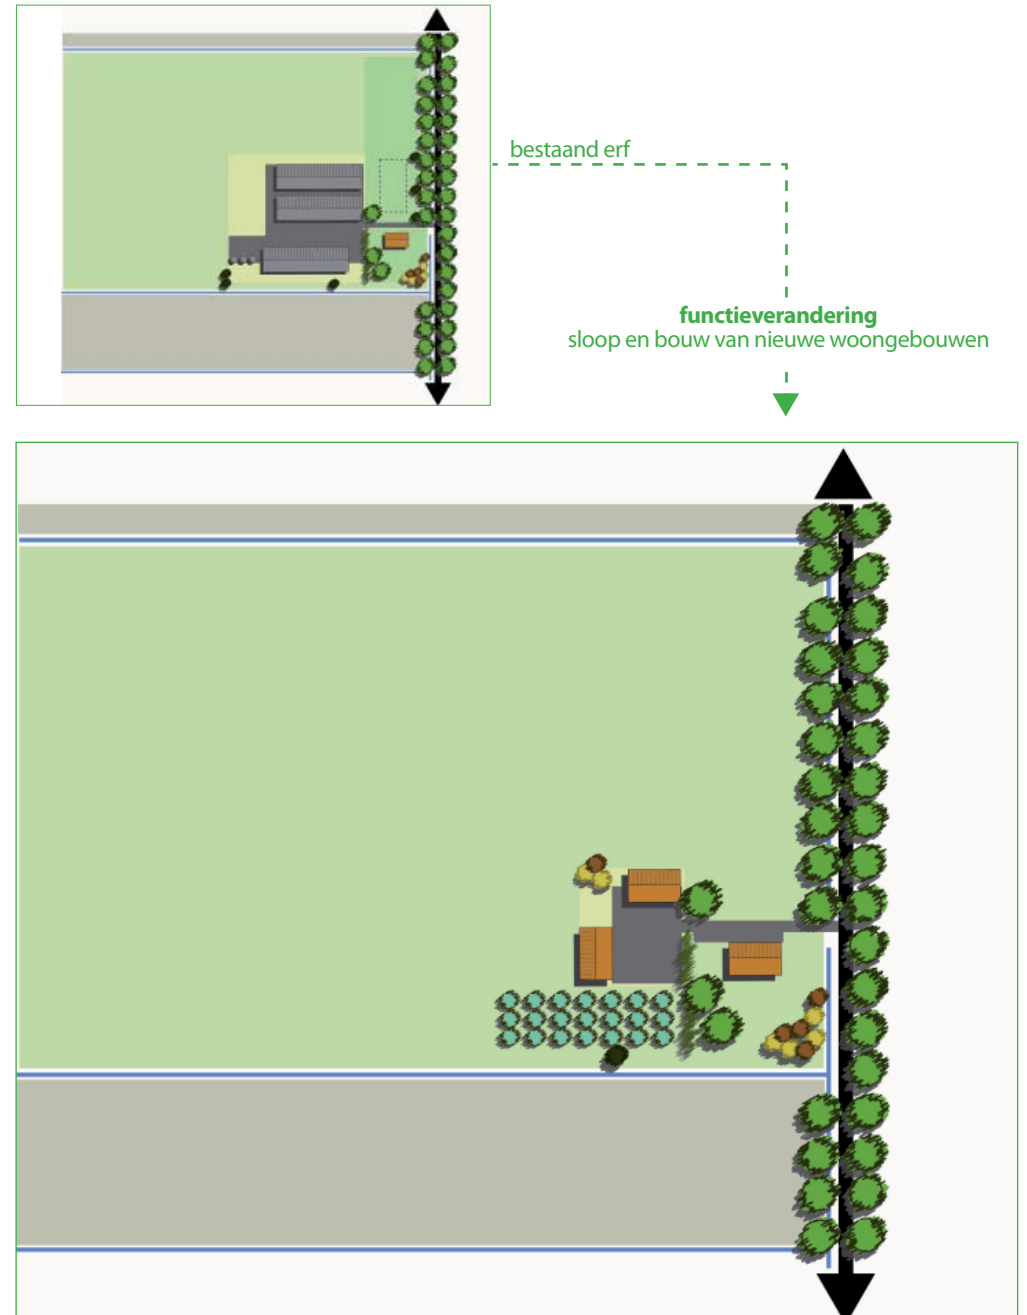 bestaand erf
functieverandering
sloop en bouw van nieuwe woongebouwen